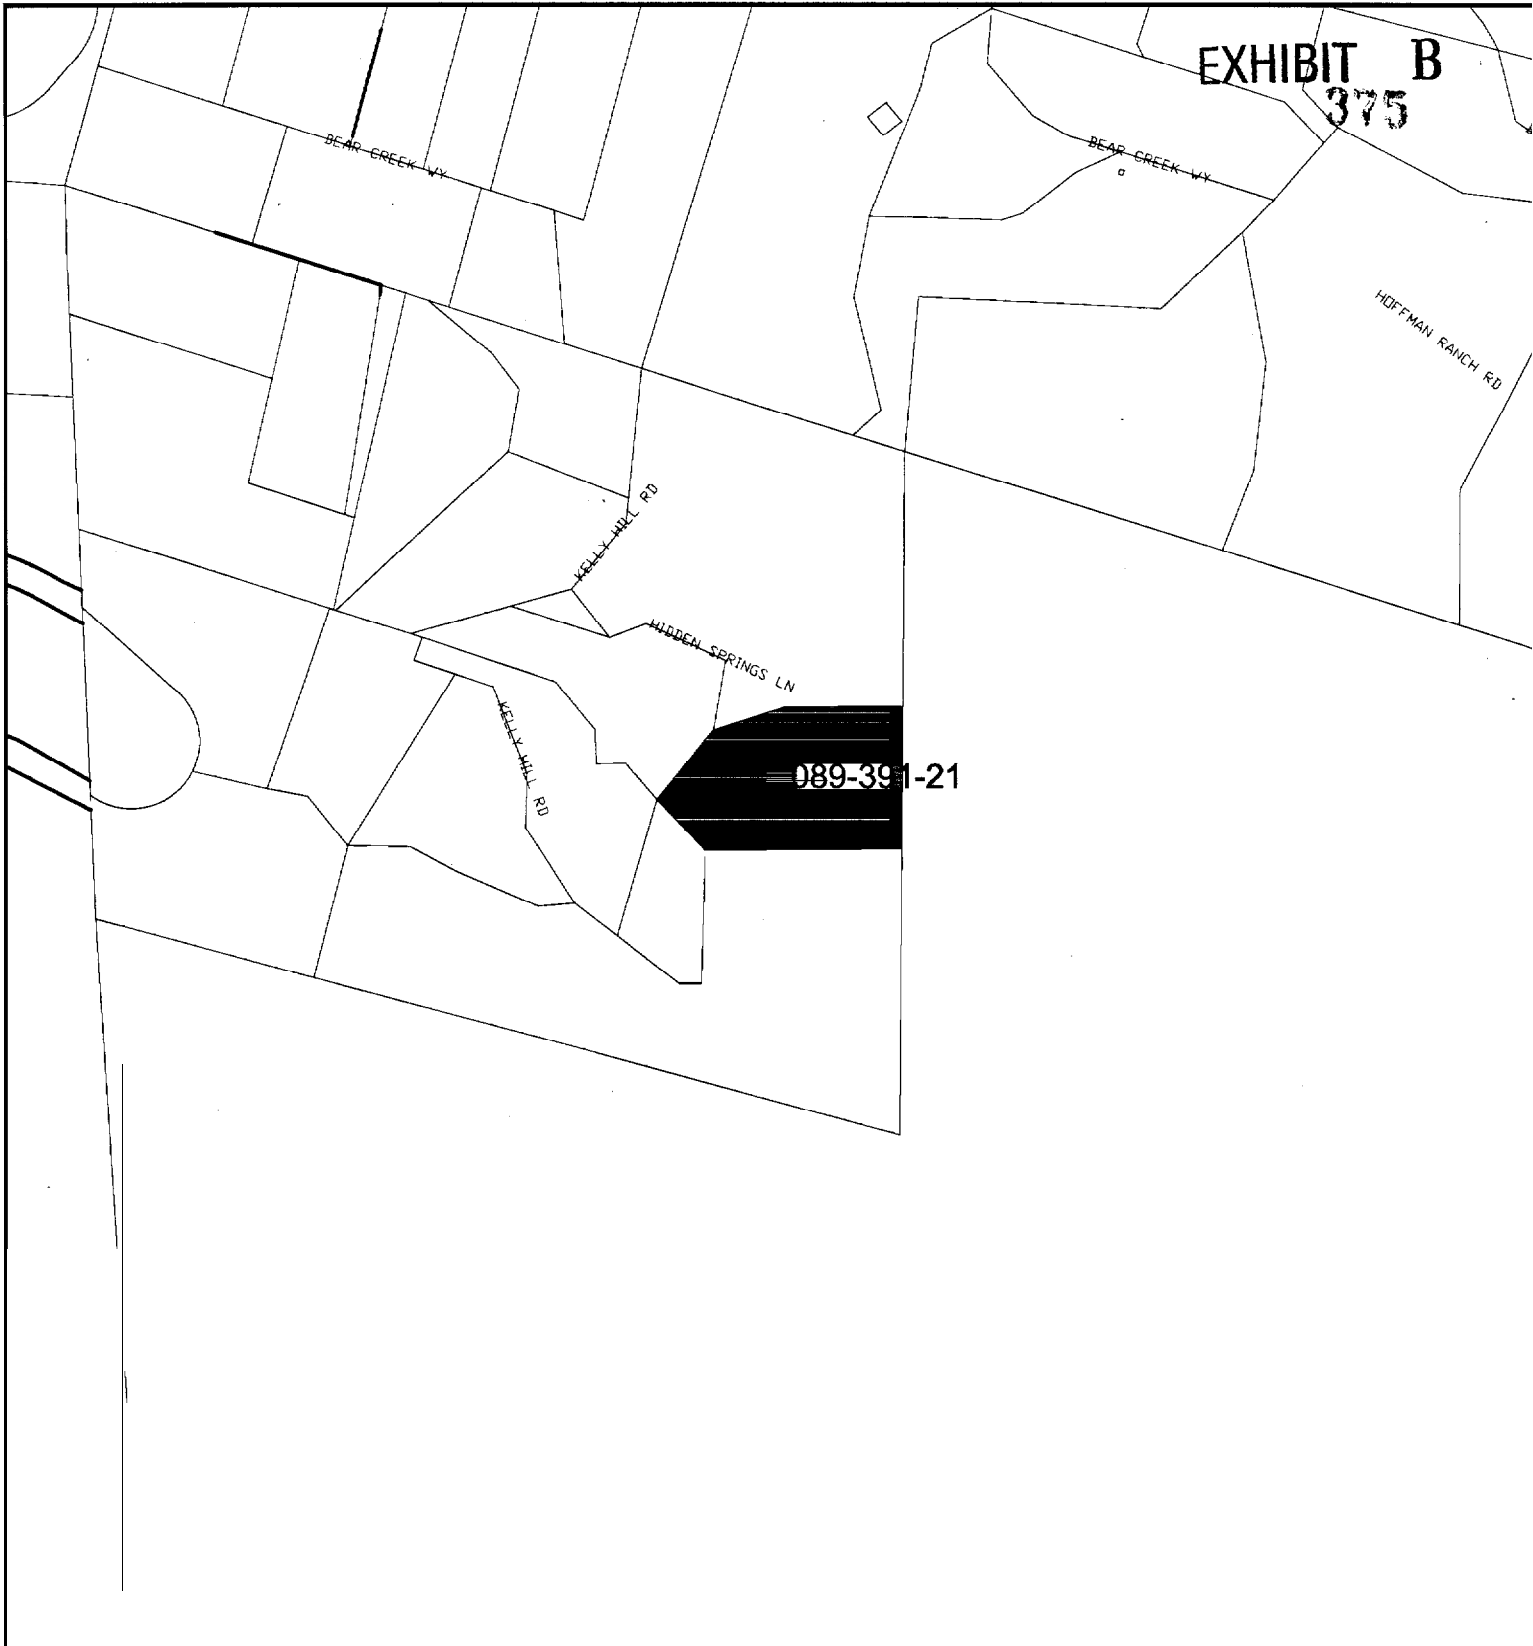 EXHIBIT B
375
BEAR CREEK WY
BEAR CREEK WY
HOFFMAN RANCH RD
KELLY HILL RD
HIDDEN SPRINGS LN
KELLY HILL RD
089-391-21